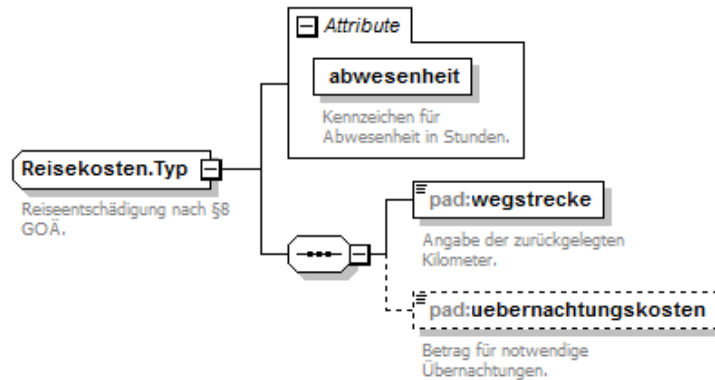 Attribute
abwesenheit
Kennzeichen für
Abwesenheit in Stunden.
Reisekosten.Typ
Reiseentschädigung nach §8
GOÄ.
pad:wegstrecke
Angabe der zurückgelegten
Kilometer.
pad:uebernachtungskosten
Betrag für notwendige
Übernachtungen.